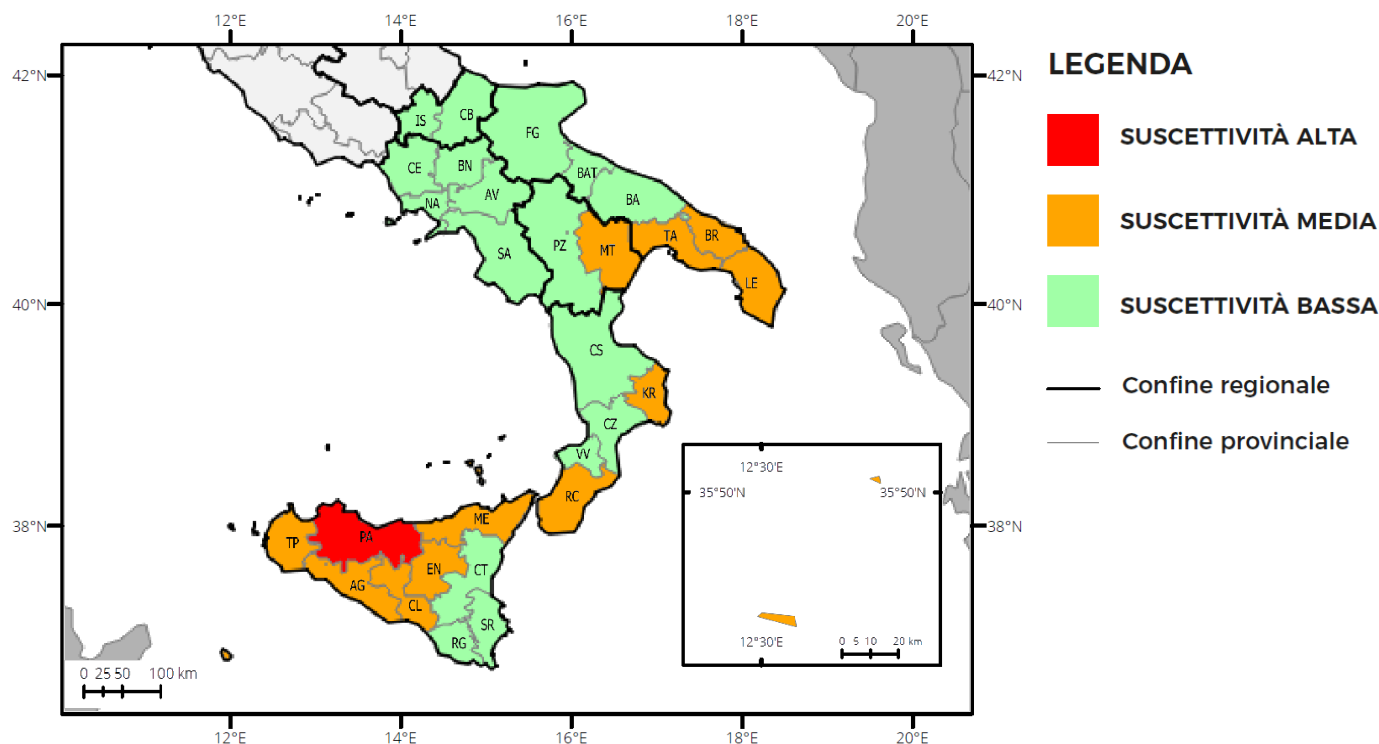 12°E 14°E 16°E 18°E 20°E
42°N 42°N
LEGENDA
SUSCETTIVITÀ ALTA
SUSCETTIVITÀ MEDIA
SUSCETTIVITÀ BASSA
Confine regionale
Confine provinciale
IS CB FG
CE BN BAT
NA AV BA
SA PZ MT TA BR
LE
40°N 40°N
CS
KR
CZ
VV
RC
38°N 38°N
TP PA ME
AG EN CT
CL SR
RG
12°30'E
35°50'N 35°50'N
12°30'E
0 5 10 20 km
0 25 50 100 km
12°E 14°E 16°E 18°E 20°E